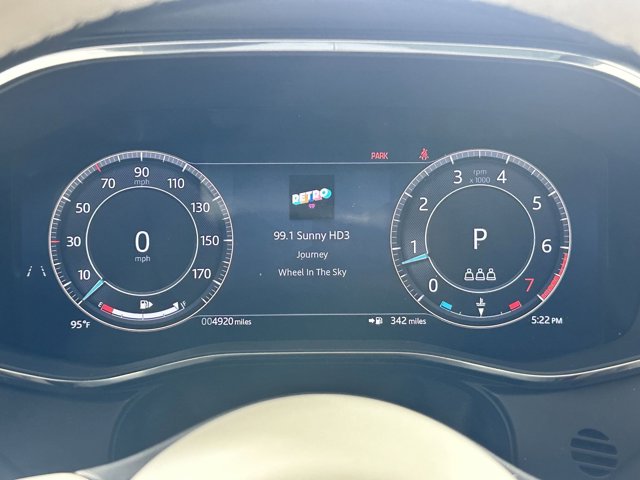 PARK
10 30 50 70 90 110 130 150 170
mph
0
mph
E F
RETRO
99.1 Sunny HD3
Journey
Wheel In The Sky
0 1 2 3 4 5 6 7
rpm
x 1000
P
95°F
004920 miles
342 miles
5:22 PM